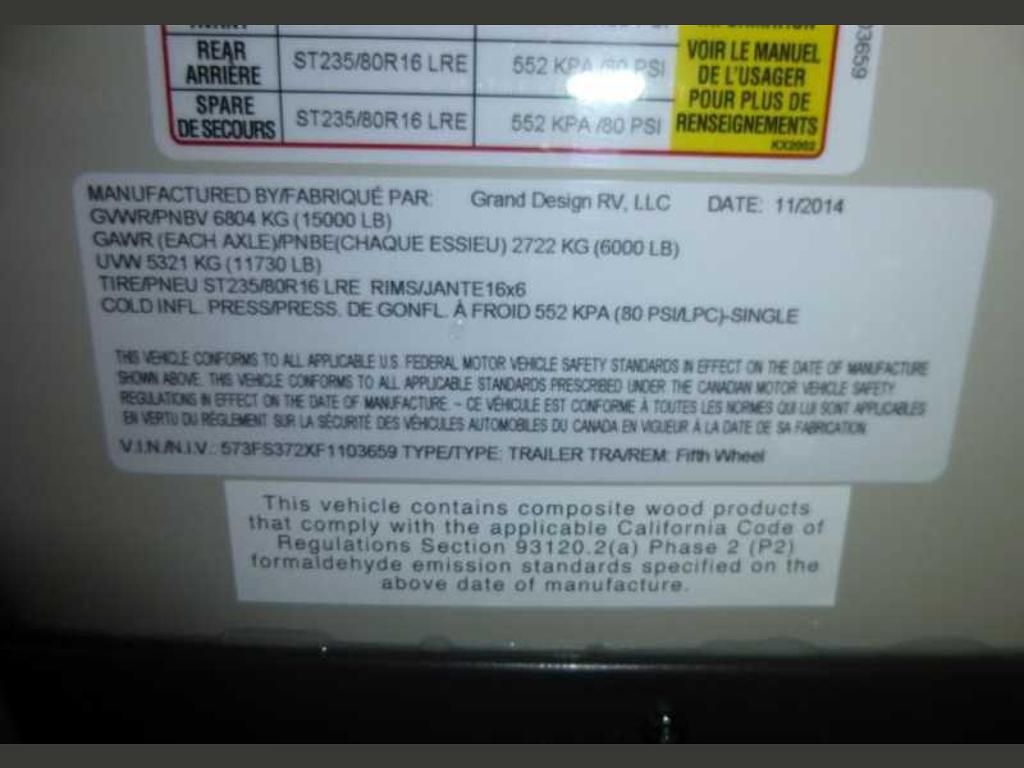 REAR
ARRIÈRE
ST235/80R16 LRE
552 KPA /80 PSI
VOIR LE MANUEL
DE L'USAGER
POUR PLUS DE
RENSEIGNEMENTS
KX2002
SPARE
DE SECOURS
ST235/80R16 LRE
552 KPA /80 PSI
03659
MANUFACTURED BY/FABRIQUÉ PAR: Grand Design RV, LLC DATE: 11/2014
GVWR/PNBV 6804 KG (15000 LB)
GAWR (EACH AXLE)/PNBE(CHAQUE ESSIEU) 2722 KG (6000 LB)
UVW 5321 KG (11730 LB)
TIRE/PNEU ST235/80R16 LRE RIMS/JANTE16x6
COLD INFL. PRESS/PRESS. DE GONFL. À FROID 552 KPA (80 PSI/LPC)-SINGLE
THIS VEHICLE CONFORMS TO ALL APPLICABLE U.S. FEDERAL MOTOR VEHICLE SAFETY STANDARDS IN EFFECT ON THE DATE OF MANUFACTURE
SHOWN ABOVE. THIS VEHICLE CONFORMS TO ALL APPLICABLE STANDARDS PRESCRIBED UNDER THE CANADIAN MOTOR VEHICLE SAFETY
REGULATIONS IN EFFECT ON THE DATE OF MANUFACTURE. - CE VÉHICULE EST CONFORME À TOUTES LES NORMES QUI LUI SONT APPLICABLES
EN VERTU DU RÈGLEMENT SUR LA SÉCURITÉ DES VÉHICULES AUTOMOBILES DU CANADA EN VIGUEUR À LA DATE DE SA FABRICATION
V.I.N./N.I.V.: 573FS372XF1103659 TYPE/TYPE: TRAILER TRA/REM: Fifth Wheel
This vehicle contains composite wood products
that comply with the applicable California Code of
Regulations Section 93120.2(a) Phase 2 (P2)
formaldehyde emission standards specified on the
above date of manufacture.